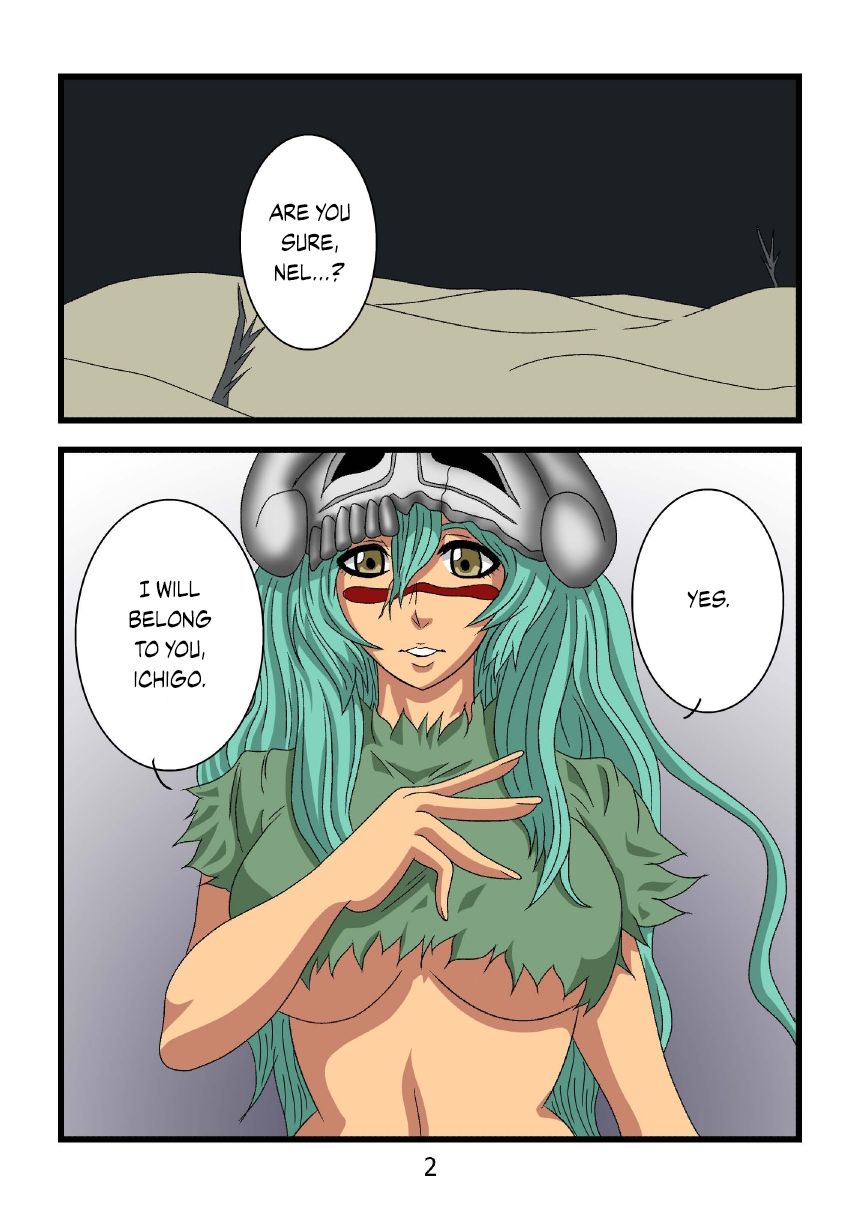 ARE YOU
SURE,
NEL...?
YES.
I WILL
BELONG
TO YOU,
ICHIGO.
2